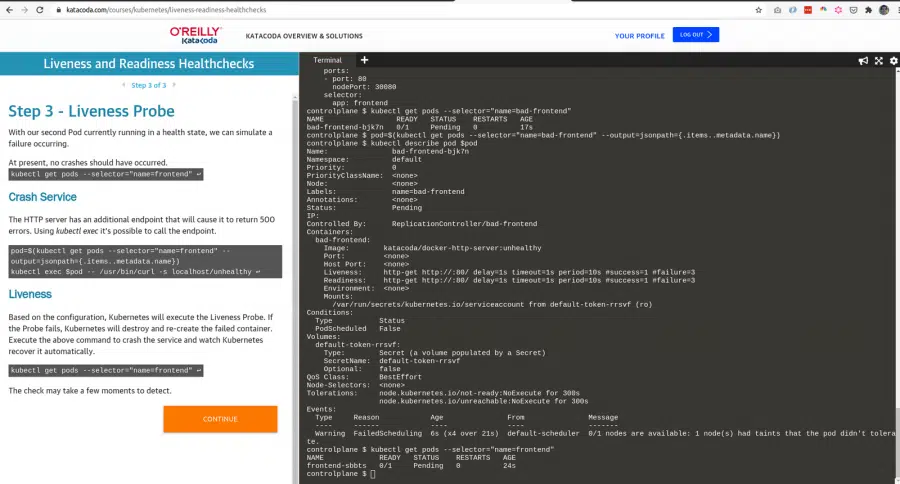 katacoda.com/courses/kubernetes/liveness-readiness-healthchecks
O'REILLY
Katacoda
KATACODA OVERVIEW & SOLUTIONS
YOUR PROFILE
LOG OUT
Liveness and Readiness Healthchecks
Step 3 of 3
Step 3 - Liveness Probe
With our second Pod currently running in a health state, we can simulate a
failure occurring.
At present, no crashes should have occurred.
kubectl get pods --selector="name=frontend" ↩
Crash Service
The HTTP server has an additional endpoint that will cause it to return 500
errors. Using kubectl exec it's possible to call the endpoint.
pod=$(kubectl get pods --selector="name=frontend" --
output=jsonpath={.items..metadata.name})
kubectl exec $pod -- /usr/bin/curl -s localhost/unhealthy ↩
Liveness
Based on the configuration, Kubernetes will execute the Liveness Probe. If
the Probe fails, Kubernetes will destroy and re-create the failed container.
Execute the above command to crash the service and watch Kubernetes
recover it automatically.
kubectl get pods --selector="name=frontend" ↩
The check may take a few moments to detect.
CONTINUE
Terminal
+
ports:
- port: 80
nodePort: 30080
selector:
app: frontend
controlplane $ kubectl get pods --selector="name=bad-frontend"
NAME READY STATUS RESTARTS AGE
bad-frontend-bjk7n 0/1 Pending 0 17s
controlplane $ pod=$(kubectl get pods --selector="name=bad-frontend" --output=jsonpath={.items..metadata.name})
controlplane $ kubectl describe pod $pod
Name: bad-frontend-bjk7n
Namespace: default
Priority: 0
PriorityClassName: <none>
Node: <none>
Labels: name=bad-frontend
Annotations: <none>
Status: Pending
IP:
Controlled By: ReplicationController/bad-frontend
Containers:
bad-frontend:
Image: katacoda/docker-http-server:unhealthy
Port: <none>
Host Port: <none>
Liveness: http-get http://:80/ delay=1s timeout=1s period=10s #success=1 #failure=3
Readiness: http-get http://:80/ delay=1s timeout=1s period=10s #success=1 #failure=3
Environment: <none>
Mounts:
/var/run/secrets/kubernetes.io/serviceaccount from default-token-rrsvf (ro)
Conditions:
Type Status
PodScheduled False
Volumes:
default-token-rrsvf:
Type: Secret (a volume populated by a Secret)
SecretName: default-token-rrsvf
Optional: false
QoS Class: BestEffort
Node-Selectors: <none>
Tolerations: node.kubernetes.io/not-ready:NoExecute for 300s
node.kubernetes.io/unreachable:NoExecute for 300s
Events:
Type Reason Age From Message
---- ------ ---- ---- -------
Warning FailedScheduling 6s (x4 over 21s) default-scheduler 0/1 nodes are available: 1 node(s) had taints that the pod didn't tolera
te.
controlplane $ kubectl get pods --selector="name=frontend"
NAME READY STATUS RESTARTS AGE
frontend-sbbts 0/1 Pending 0 24s
controlplane $